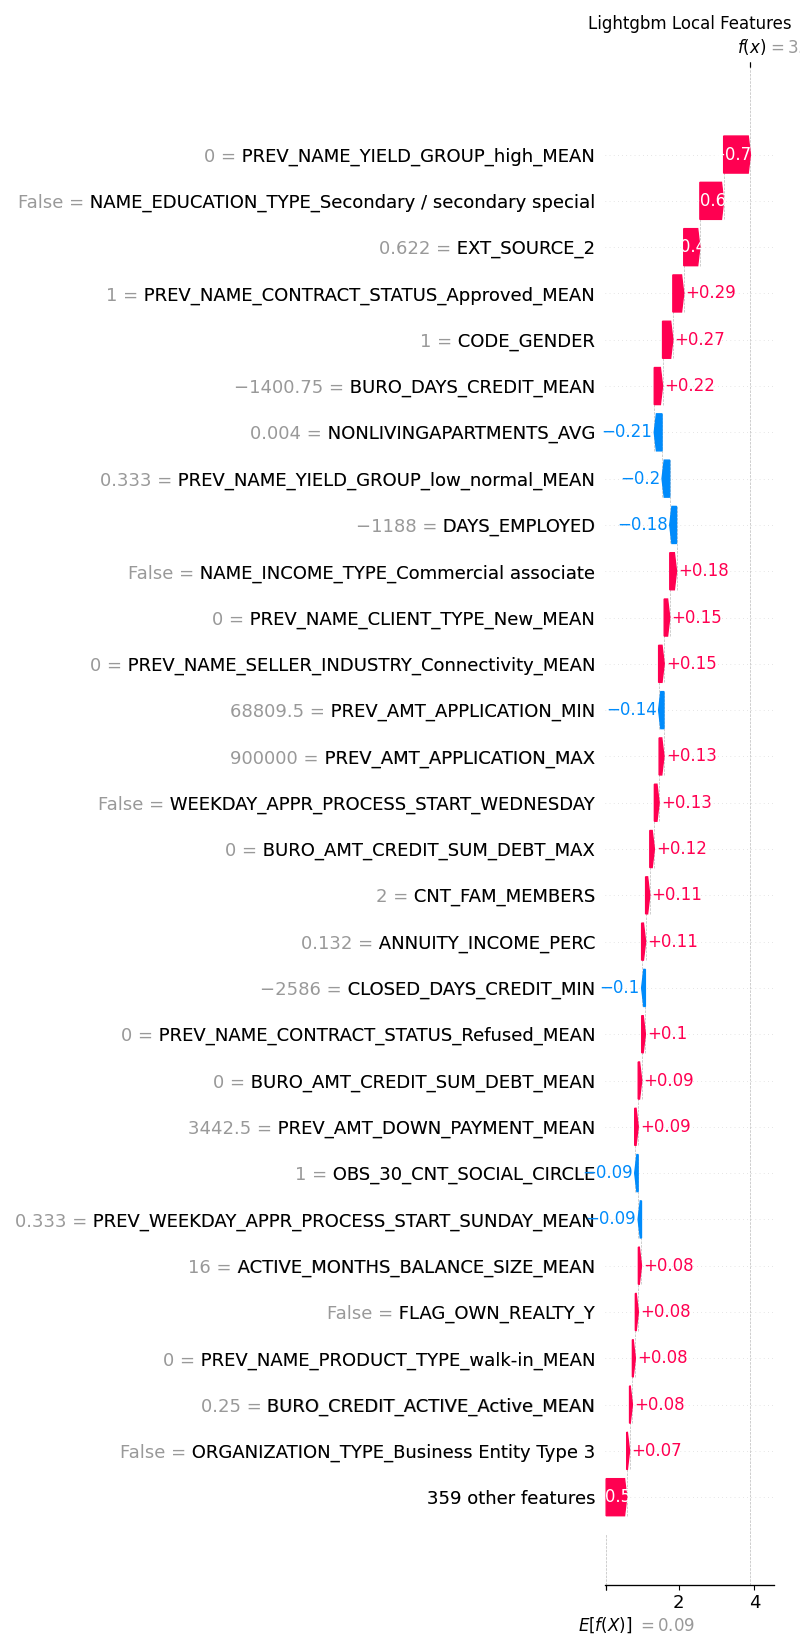 Lightgbm Local Features
f(x) = 3.
0 = PREV_NAME_YIELD_GROUP_high_MEAN 0.7
False = NAME_EDUCATION_TYPE_Secondary / secondary special 0.6
0.622 = EXT_SOURCE_2 0.4
1 = PREV_NAME_CONTRACT_STATUS_Approved_MEAN +0.29
1 = CODE_GENDER +0.27
−1400.75 = BURO_DAYS_CREDIT_MEAN +0.22
0.004 = NONLIVINGAPARTMENTS_AVG −0.21
0.333 = PREV_NAME_YIELD_GROUP_low_normal_MEAN −0.2
−1188 = DAYS_EMPLOYED −0.18
False = NAME_INCOME_TYPE_Commercial associate +0.18
0 = PREV_NAME_CLIENT_TYPE_New_MEAN +0.15
0 = PREV_NAME_SELLER_INDUSTRY_Connectivity_MEAN +0.15
68809.5 = PREV_AMT_APPLICATION_MIN −0.14
900000 = PREV_AMT_APPLICATION_MAX +0.13
False = WEEKDAY_APPR_PROCESS_START_WEDNESDAY +0.13
0 = BURO_AMT_CREDIT_SUM_DEBT_MAX +0.12
2 = CNT_FAM_MEMBERS +0.11
0.132 = ANNUITY_INCOME_PERC +0.11
−2586 = CLOSED_DAYS_CREDIT_MIN −0.1
0 = PREV_NAME_CONTRACT_STATUS_Refused_MEAN +0.1
0 = BURO_AMT_CREDIT_SUM_DEBT_MEAN +0.09
3442.5 = PREV_AMT_DOWN_PAYMENT_MEAN +0.09
1 = OBS_30_CNT_SOCIAL_CIRCLE −0.09
0.333 = PREV_WEEKDAY_APPR_PROCESS_START_SUNDAY_MEAN −0.09
16 = ACTIVE_MONTHS_BALANCE_SIZE_MEAN +0.08
False = FLAG_OWN_REALTY_Y +0.08
0 = PREV_NAME_PRODUCT_TYPE_walk-in_MEAN +0.08
0.25 = BURO_CREDIT_ACTIVE_Active_MEAN +0.08
False = ORGANIZATION_TYPE_Business Entity Type 3 +0.07
359 other features 0.5
2 4
E[f(X)] = 0.09